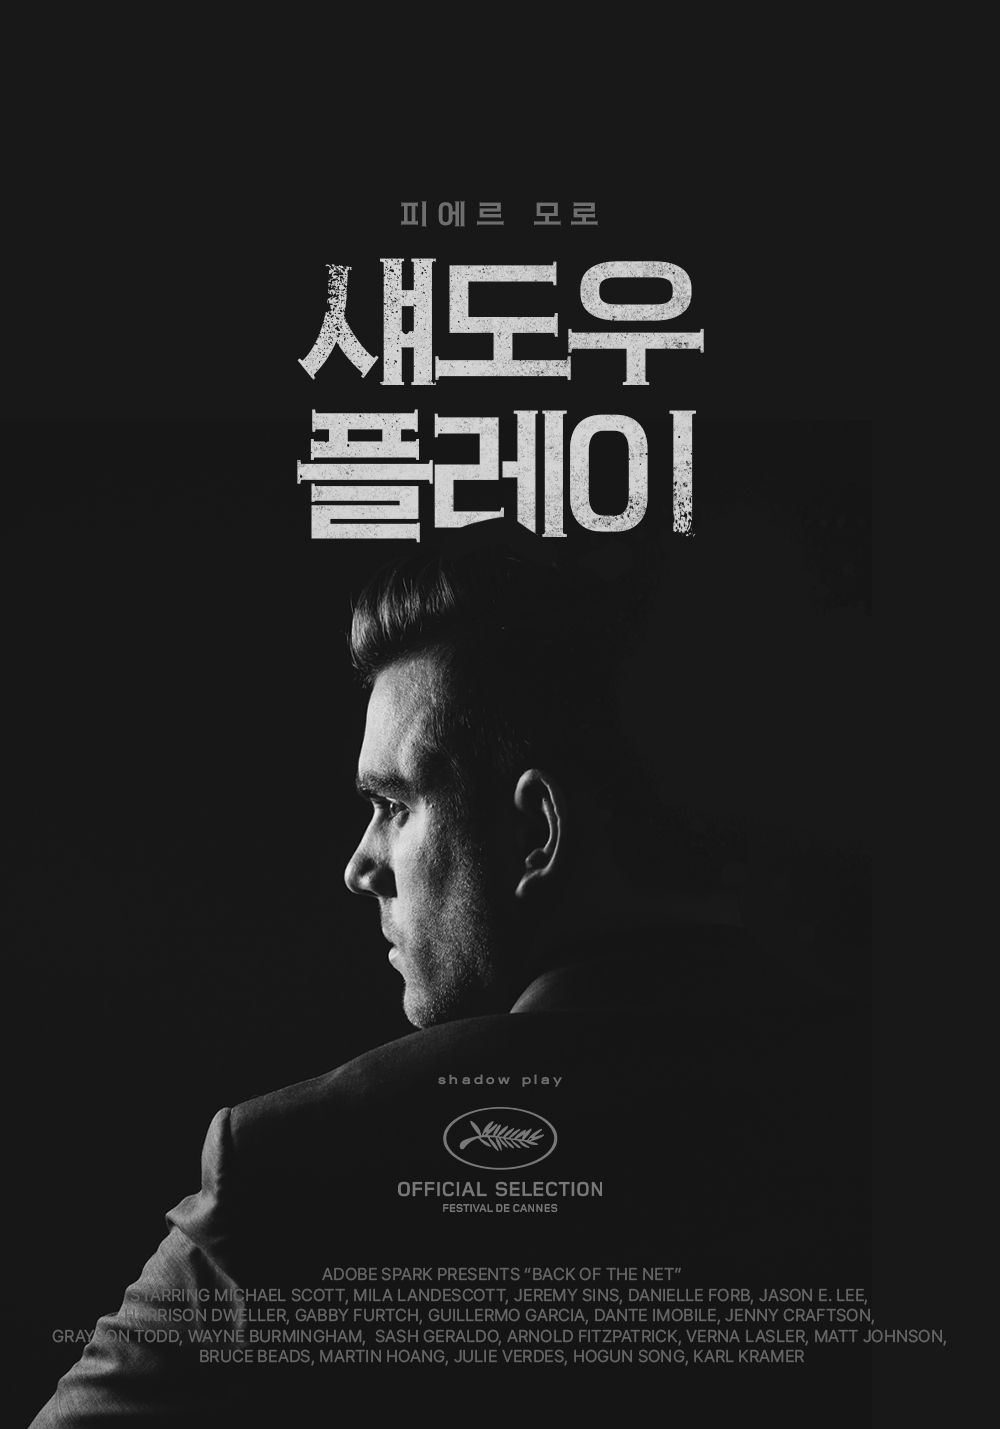 피에르 모로
섀도우
플레이
shadow play
OFFICIAL SELECTION
FESTIVAL DE CANNES
ADOBE SPARK PRESENTS “BACK OF THE NET”
STARRING MICHAEL SCOTT, MILA LANDESCOTT, JEREMY SINS, DANIELLE FORB, JASON E. LEE,
HARRISON DWELLER, GABBY FURTCH, GUILLERMO GARCIA, DANTE IMOBILE, JENNY CRAFTSON,
GRAYSON TODD, WAYNE BURMINGHAM, SASH GERALDO, ARNOLD FITZPATRICK, VERNA LASLER, MATT JOHNSON,
BRUCE BEADS, MARTIN HOANG, JULIE VERDES, HOGUN SONG, KARL KRAMER